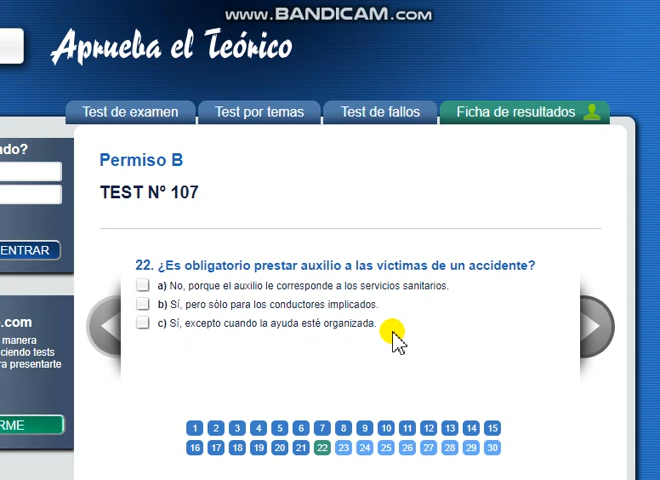 www.BANDICAM.com
Aprueba el Teórico
Test de examen
Test por temas
Test de fallos
Ficha de resultados
ado?
ENTRAR
o.com
manera
ciendo tests
ra presentarte
RME
Permiso B
TEST Nº 107
22. ¿Es obligatorio prestar auxilio a las víctimas de un accidente?
a) No, porque el auxilio le corresponde a los servicios sanitarios.
b) Sí, pero sólo para los conductores implicados.
c) Sí, excepto cuando la ayuda esté organizada.
1 2 3 4 5 6 7 8 9 10 11 12 13 14 15
16 17 18 19 20 21 22 23 24 25 26 27 28 29 30